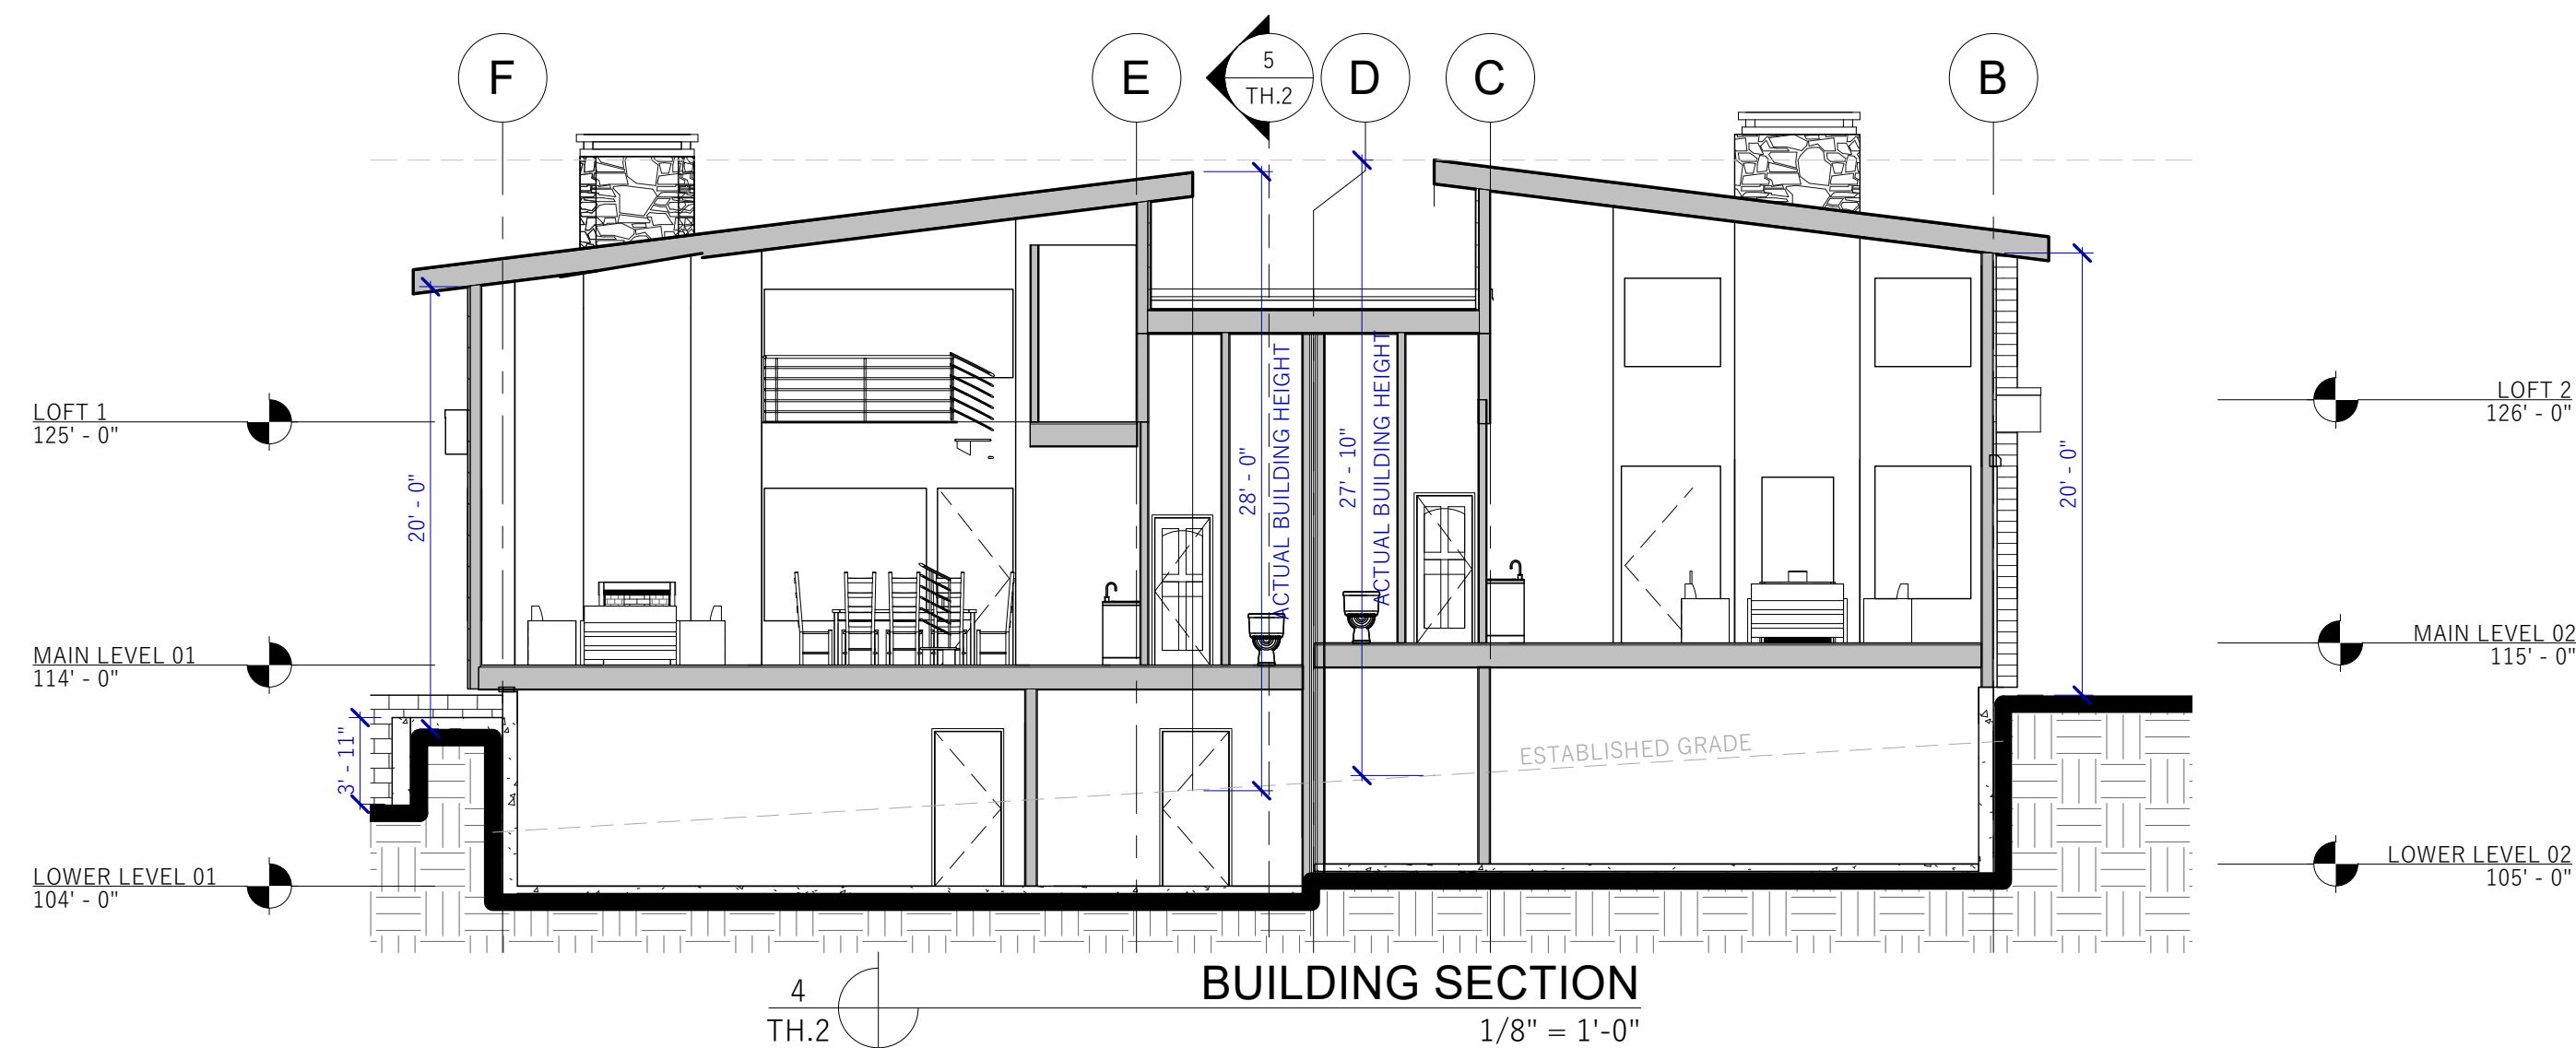 F
E
5
TH.2
D
C
B
LOFT 1
125' - 0"
LOFT 2
126' - 0"
20' - 0"
28' - 0"
ACTUAL BUILDING HEIGHT
27' - 10"
ACTUAL BUILDING HEIGHT
20' - 0"
MAIN LEVEL 01
114' - 0"
MAIN LEVEL 02
115' - 0"
3' - 11"
ESTABLISHED GRADE
LOWER LEVEL 01
104' - 0"
LOWER LEVEL 02
105' - 0"
4
TH.2
BUILDING SECTION
1/8" = 1'-0"